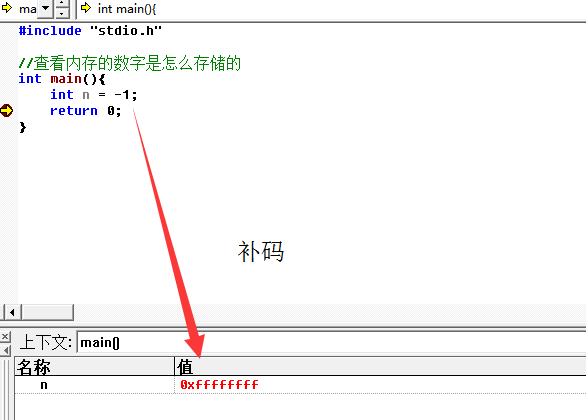 ma int main(){
#include "stdio.h"
//查看内存的数字是怎么存储的
int main(){
int n = -1;
return 0;
}
补码
上下文: main()
名称 值
n 0xffffffff